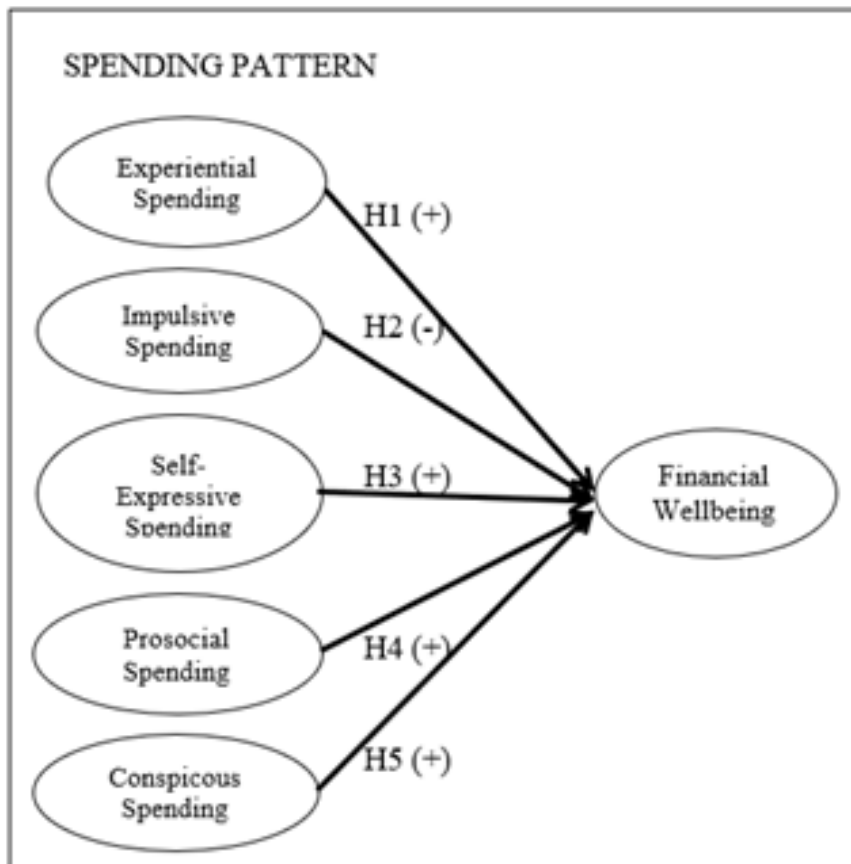 SPENDING PATTERN
Experiential
Spending
H1 (+)
Impulsive
Spending
H2 (-)
Self-
Expressive
Spending
H3 (+)
Financial
Wellbeing
Prosocial
Spending
H4 (+)
H5 (+)
Conspicous
Spending